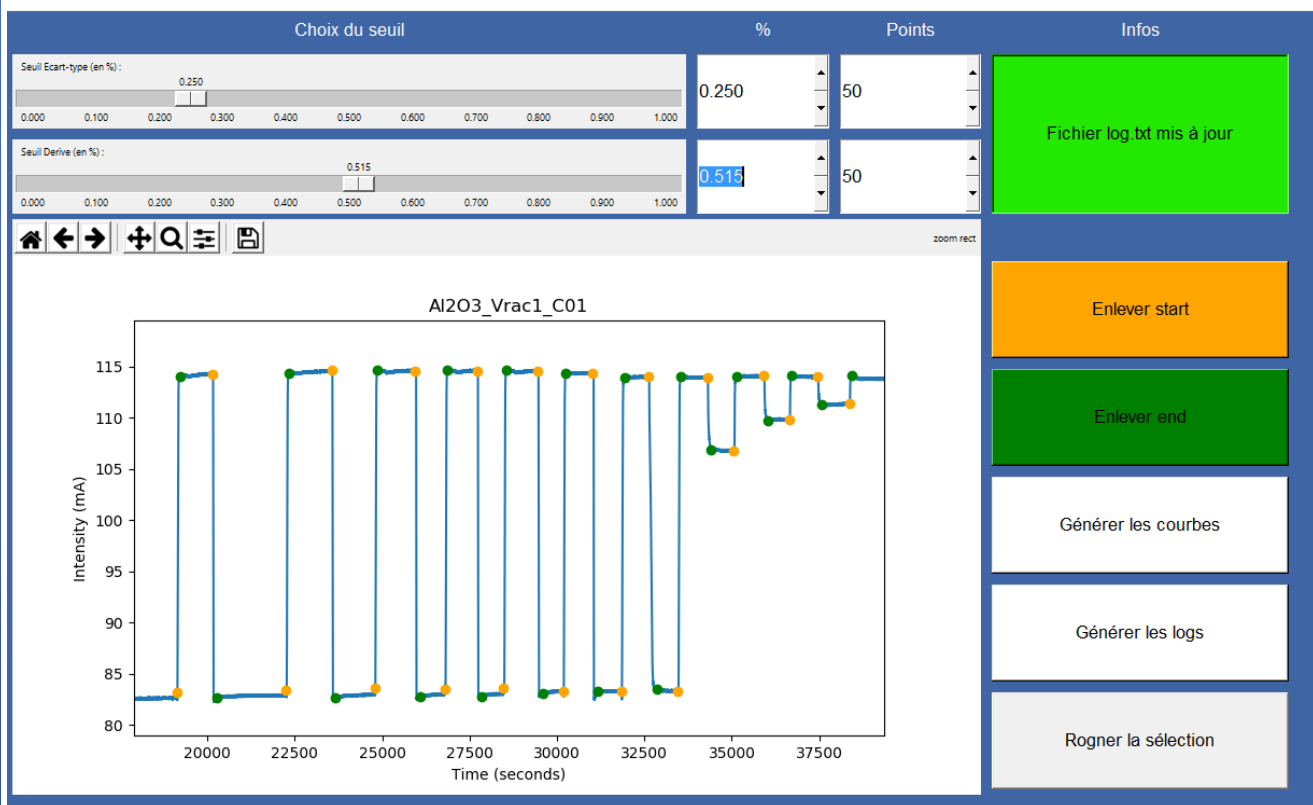 Choix du seuil % Points Infos
Seuil Ecart-type (en %) :
0.250
0.000 0.100 0.200 0.300 0.400 0.500 0.600 0.700 0.800 0.900 1.000
0.250 50
Fichier log.txt mis à jour
Seuil Derive (en %) :
0.515
0.000 0.100 0.200 0.300 0.400 0.500 0.600 0.700 0.800 0.900 1.000
0.515 50
zoom rect
Al2O3_Vrac1_C01
Intensity (mA)
115
110
105
100
95
90
85
80
20000 22500 25000 27500 30000 32500 35000 37500
Time (seconds)
Enlever start
Enlever end
Générer les courbes
Générer les logs
Rogner la sélection